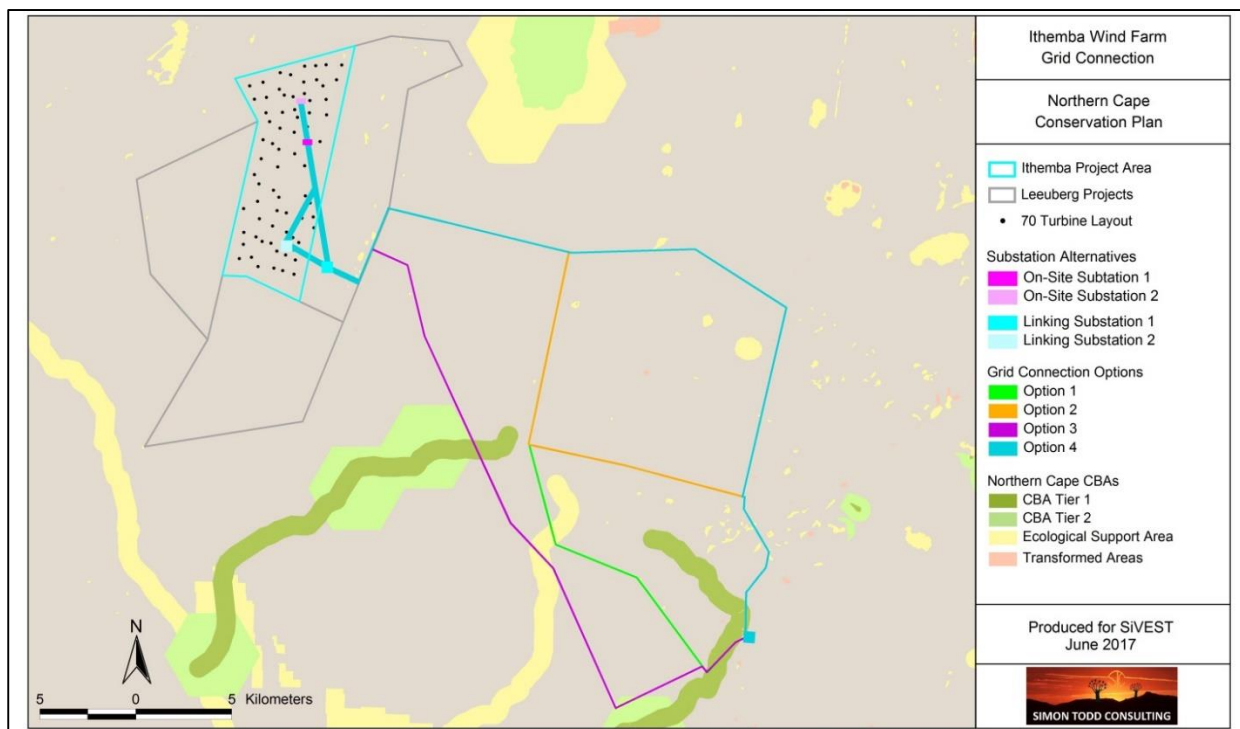 Ithemba Wind Farm
Grid Connection
Northern Cape
Conservation Plan
Ithemba Project Area
Leeuberg Projects
70 Turbine Layout
Substation Alternatives
On-Site Subtation 1
On-Site Substation 2
Linking Substation 1
Linking Substation 2
Grid Connection Options
Option 1
Option 2
Option 3
Option 4
Northern Cape CBAs
CBA Tier 1
CBA Tier 2
Ecological Support Area
Transformed Areas
Produced for SiVEST
June 2017
SIMON TODD CONSULTING
N
5 0 5 Kilometers